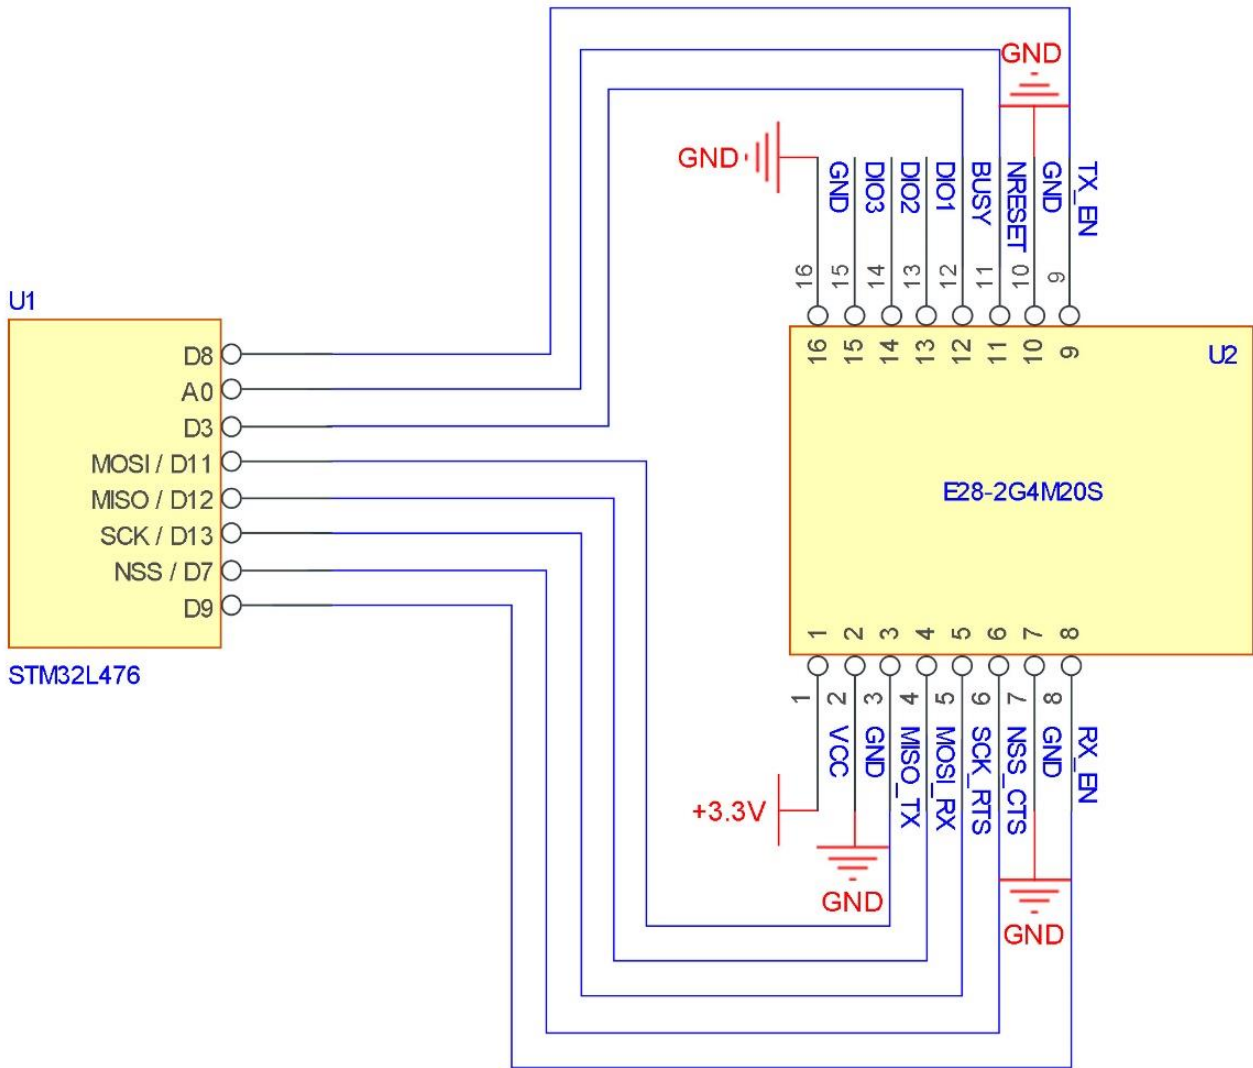 GND
GND
GND
DIO3
DIO2
DIO1
BUSY
NRESET
GND
TX_EN
16
15
14
13
12
11
10
9
U1
D8
A0
D3
MOSI / D11
MISO / D12
SCK / D13
NSS / D7
D9
STM32L476
16
15
14
13
12
11
10
9
U2
E28-2G4M20S
1
2
3
4
5
6
7
8
1
2
3
4
5
6
7
8
VCC
GND
MISO_TX
MOSI_RX
SCK_RTS
NSS_CTS
GND
RX_EN
+3.3V
GND
GND